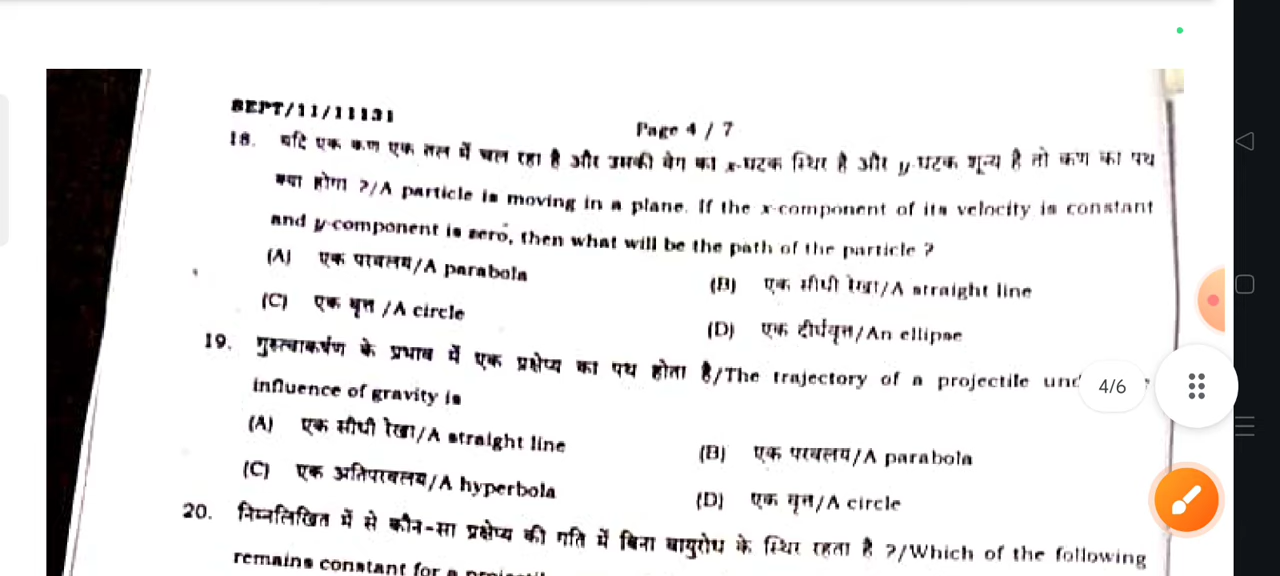 SEPT/11/11131
Page 4 / 7
18. यदि एक कण एक तल में चल रहा है और उसकी वेग का x-घटक स्थिर है और y-घटक शून्य है तो कण का पथ
क्या होगा ?/A particle is moving in a plane. If the x-component of its velocity is constant
and y-component is zero, then what will be the path of the particle ?
(A) एक परवलय/A parabola
(B) एक सीधी रेखा/A straight line
(C) एक वृत्त /A circle
(D) एक दीर्घवृत्त/An ellipse
19. गुरुत्वाकर्षण के प्रभाव में एक प्रक्षेप्य का पथ होता है/The trajectory of a projectile und
4/6
influence of gravity is
(A) एक सीधी रेखा/A straight line
(B) एक परवलय/A parabola
(C) एक अतिपरवलय/A hyperbola
(D) एक वृत्त/A circle
20. निम्नलिखित में से कौन-सा प्रक्षेप्य की गति में बिना वायुरोध के स्थिर रहता है ?/Which of the following
remains constant for a